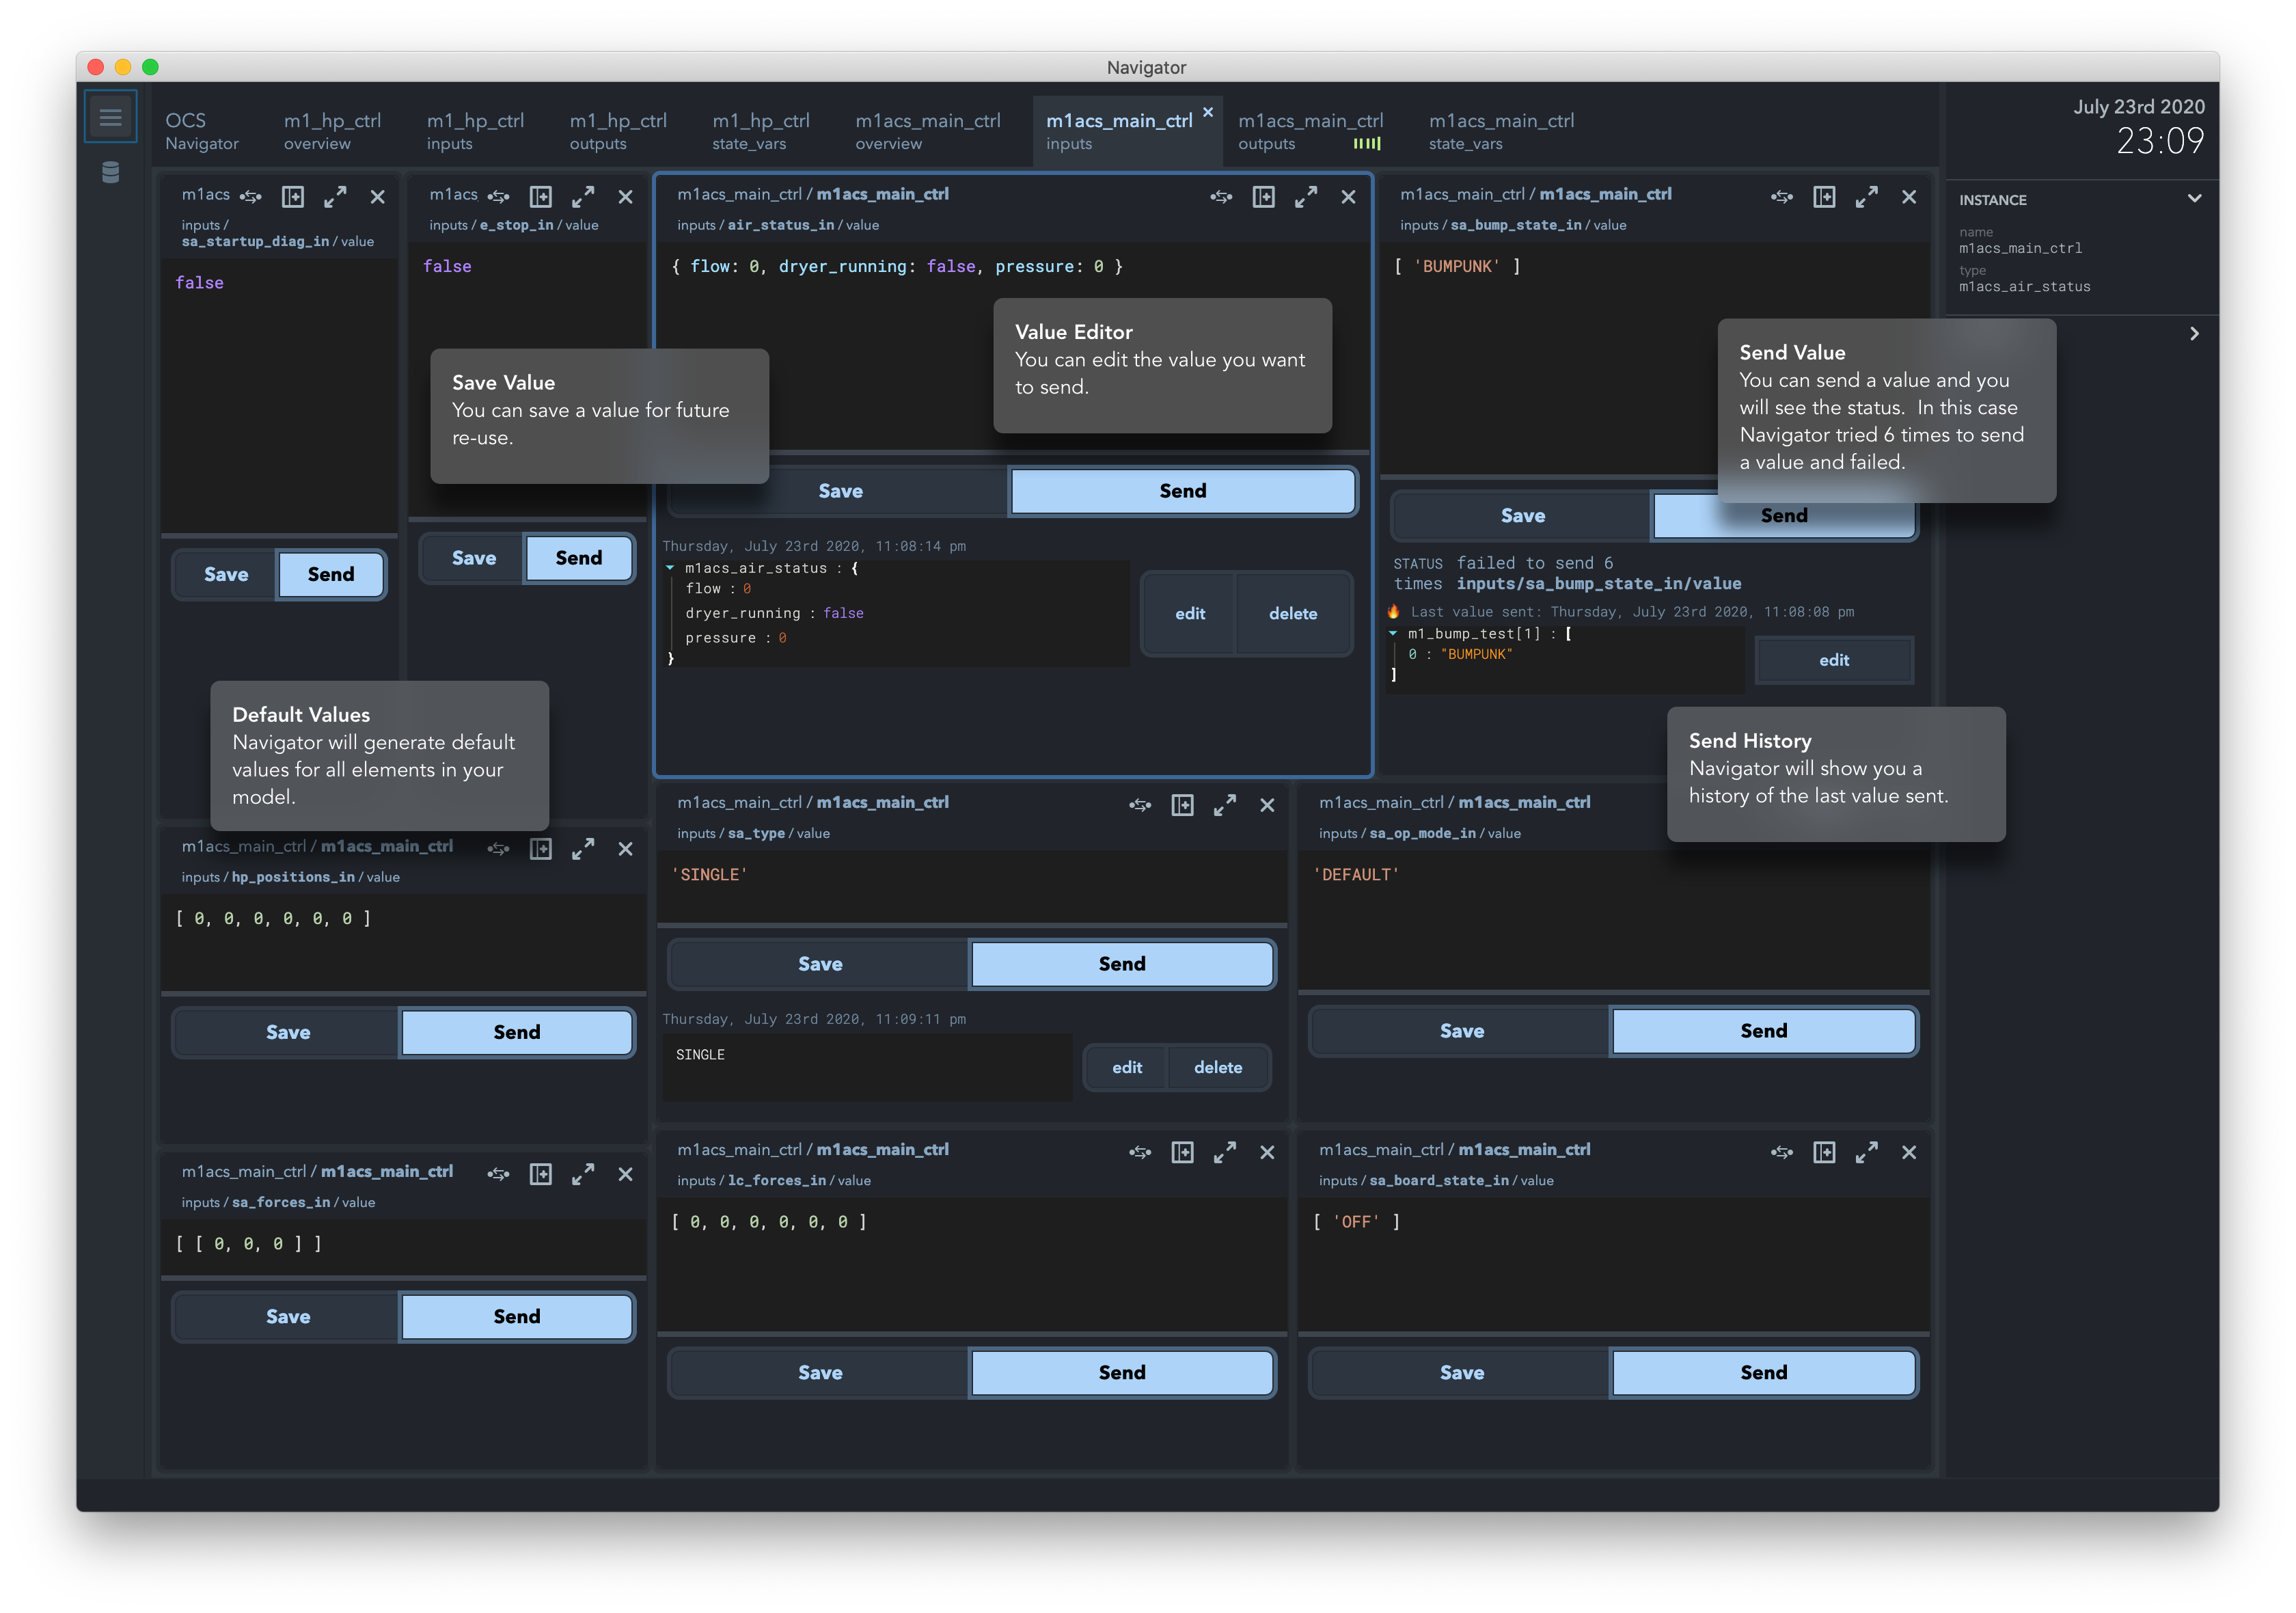 Navigator
OCS
Navigator
m1_hp_ctrl
overview
m1_hp_ctrl
inputs
m1_hp_ctrl
outputs
m1_hp_ctrl
state_vars
m1acs_main_ctrl
overview
m1acs_main_ctrl
inputs
m1acs_main_ctrl
outputs
m1acs_main_ctrl
state_vars
July 23rd 2020
23:09
INSTANCE
name
m1acs_main_ctrl
type
m1acs_air_status
m1acs
inputs / sa_startup_diag_in / value
false
Save
Send
m1acs
inputs / e_stop_in / value
false
Save
Send
Save Value
You can save a value for future
re-use.
m1acs_main_ctrl / m1acs_main_ctrl
inputs / air_status_in / value
{ flow: 0, dryer_running: false, pressure: 0 }
Value Editor
You can edit the value you want
to send.
Save
Send
Thursday, July 23rd 2020, 11:08:14 pm
m1acs_air_status : {
flow : 0
dryer_running : false
pressure : 0
}
edit
delete
m1acs_main_ctrl / m1acs_main_ctrl
inputs / sa_bump_state_in / value
[ 'BUMPUNK' ]
Send Value
You can send a value and you
will see the status. In this case
Navigator tried 6 times to send
a value and failed.
Save
Send
STATUS failed to send 6
times inputs/sa_bump_state_in/value
🔥 Last value sent: Thursday, July 23rd 2020, 11:08:08 pm
m1_bump_test[1] : [
0 : "BUMPUNK"
]
edit
Send History
Navigator will show you a
history of the last value sent.
Default Values
Navigator will generate default
values for all elements in your
model.
m1acs_main_ctrl / m1acs_main_ctrl
inputs / hp_positions_in / value
[ 0, 0, 0, 0, 0, 0 ]
Save
Send
m1acs_main_ctrl / m1acs_main_ctrl
inputs / sa_type / value
'SINGLE'
Save
Send
Thursday, July 23rd 2020, 11:09:11 pm
SINGLE
edit
delete
m1acs_main_ctrl / m1acs_main_ctrl
inputs / sa_op_mode_in / value
'DEFAULT'
Save
Send
m1acs_main_ctrl / m1acs_main_ctrl
inputs / sa_forces_in / value
[ [ 0, 0, 0 ] ]
Save
Send
m1acs_main_ctrl / m1acs_main_ctrl
inputs / lc_forces_in / value
[ 0, 0, 0, 0, 0, 0 ]
Save
Send
m1acs_main_ctrl / m1acs_main_ctrl
inputs / sa_board_state_in / value
[ 'OFF' ]
Save
Send